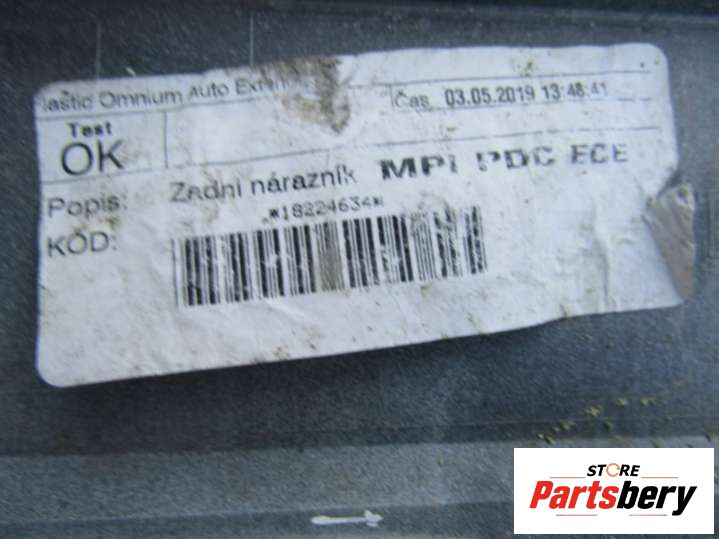 lastic Omnium Auto Exteri
Čas 03.05.2019 13:48:41
Test
OK
Popis: Zadní nárazník MPI PDC ECE
*18224634*
KÓD:
STORE
Partsbery